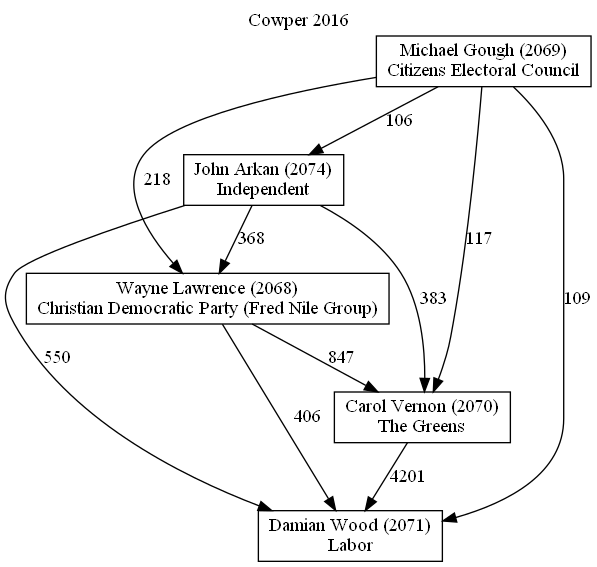 Cowper 2016
Michael Gough (2069)
Citizens Electoral Council
106
John Arkan (2074)
Independent
218
368
117
Wayne Lawrence (2068)
Christian Democratic Party (Fred Nile Group)
383
109
550
847
406
Carol Vernon (2070)
The Greens
4201
Damian Wood (2071)
Labor